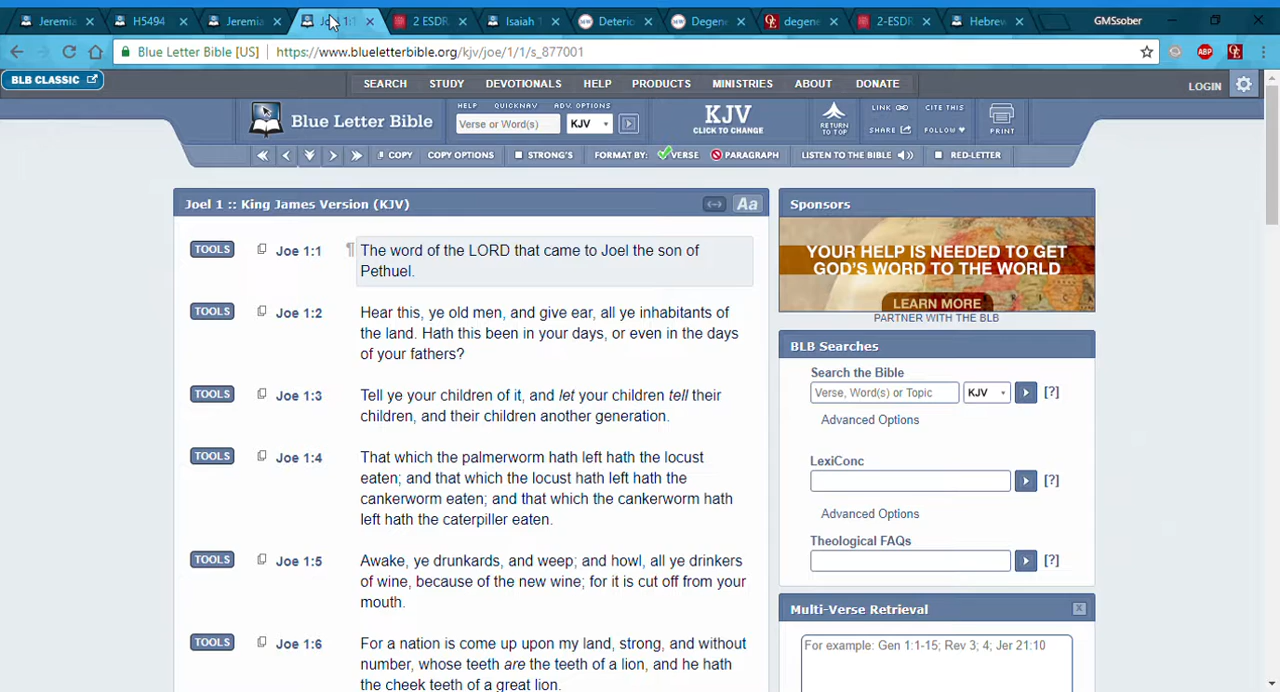 Jeremia
H5494
Jeremia
Joel 1:1
2 ESDR
Isaiah 1
Deterio
Degene
degene
2-ESDR
Hebrew
GMSsober
Blue Letter Bible [US]
https://www.blueletterbible.org/kjv/joe/1/1/s_877001
ABP
BLB CLASSIC
SEARCH STUDY DEVOTIONALS HELP PRODUCTS MINISTRIES ABOUT DONATE
LOGIN
Blue Letter Bible
HELP QUICKNAV ADV. OPTIONS
Verse or Word(s)
KJV
KJV
CLICK TO CHANGE
RETURN
TO TOP
LINK
CITE THIS
SHARE
FOLLOW
PRINT
COPY COPY OPTIONS STRONG'S FORMAT BY: VERSE PARAGRAPH LISTEN TO THE BIBLE RED-LETTER
Joel 1 :: King James Version (KJV)
Aa
TOOLS Joe 1:1 ¶ The word of the LORD that came to Joel the son of
Pethuel.
TOOLS Joe 1:2 Hear this, ye old men, and give ear, all ye inhabitants of
the land. Hath this been in your days, or even in the days
of your fathers?
TOOLS Joe 1:3 Tell ye your children of it, and let your children tell their
children, and their children another generation.
TOOLS Joe 1:4 That which the palmerworm hath left hath the locust
eaten; and that which the locust hath left hath the
cankerworm eaten; and that which the cankerworm hath
left hath the caterpiller eaten.
TOOLS Joe 1:5 Awake, ye drunkards, and weep; and howl, all ye drinkers
of wine, because of the new wine; for it is cut off from your
mouth.
TOOLS Joe 1:6 For a nation is come up upon my land, strong, and without
number, whose teeth are the teeth of a lion, and he hath
the cheek teeth of a great lion.
Sponsors
YOUR HELP IS NEEDED TO GET
GOD'S WORD TO THE WORLD
LEARN MORE
PARTNER WITH THE BLB
BLB Searches
Search the Bible
Verse, Word(s) or Topic
KJV
[?]
Advanced Options
LexiConc
[?]
Advanced Options
Theological FAQs
[?]
Multi-Verse Retrieval
x
For example: Gen 1:1-15; Rev 3; 4; Jer 21:10